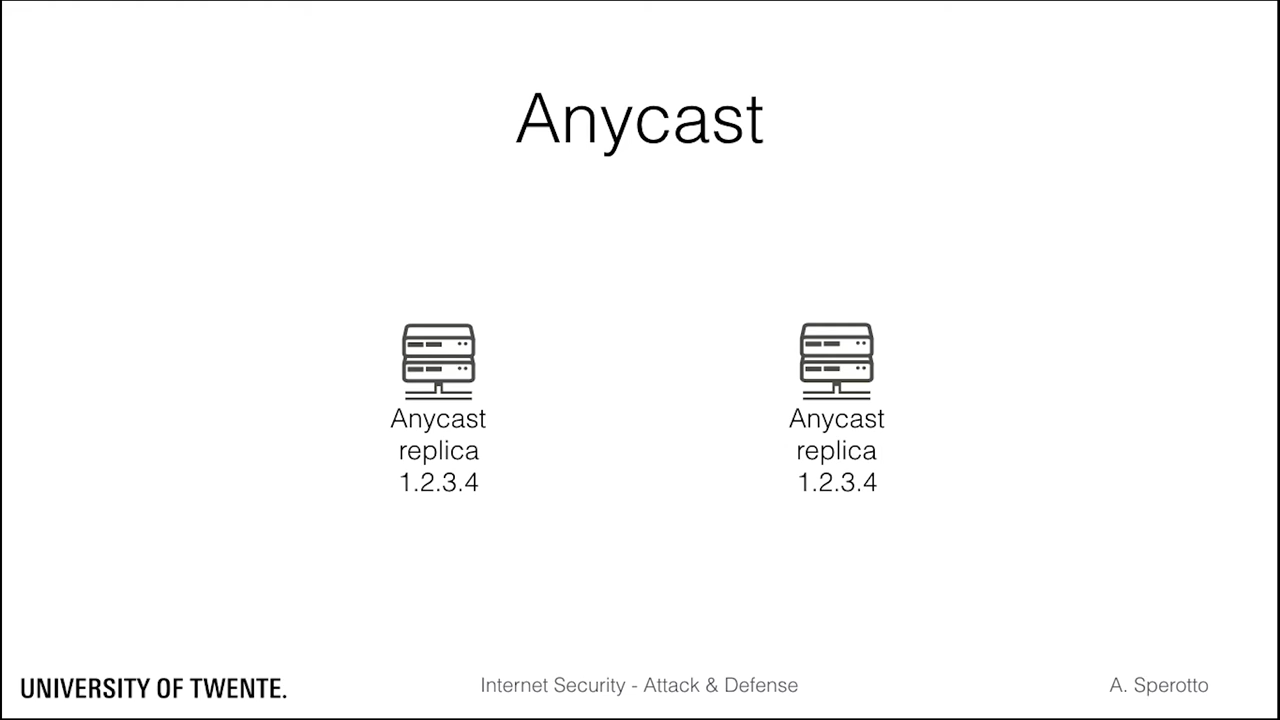 Anycast
Anycast
replica
1.2.3.4
Anycast
replica
1.2.3.4
UNIVERSITY OF TWENTE.
Internet Security - Attack & Defense
A. Sperotto